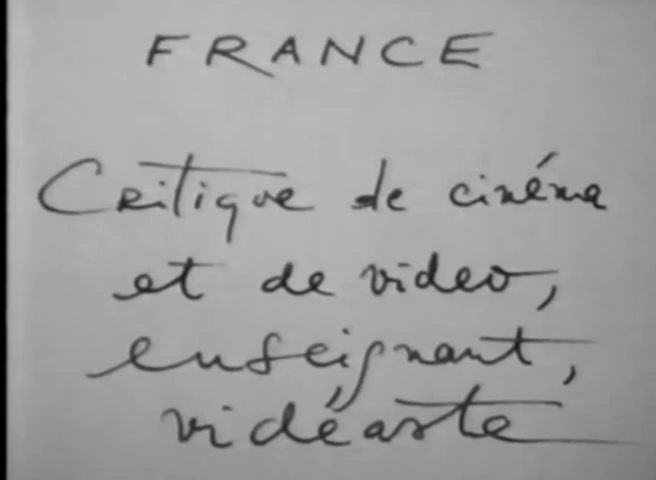 FRANCE
Critique de cinéma
et de video,
enseignant,
vidéaste